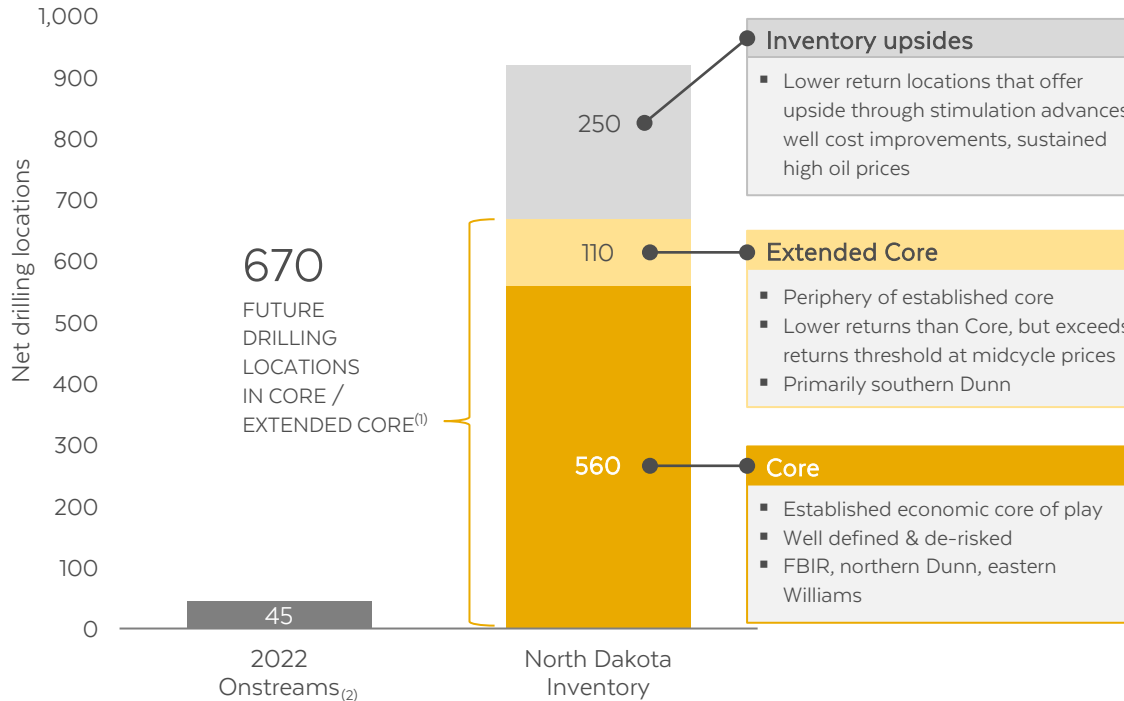 1,000
900
800
700
600
500
400
300
200
100
0
Net drilling locations
670
FUTURE
DRILLING
LOCATIONS
IN CORE /
EXTENDED CORE(1)
45
250
110
560
2022
Onstreams(2)
North Dakota
Inventory
Inventory upsides
▪ Lower return locations that offer
upside through stimulation advances
well cost improvements, sustained
high oil prices
Extended Core
▪ Periphery of established core
▪ Lower returns than Core, but exceeds
returns threshold at midcycle prices
▪ Primarily southern Dunn
Core
▪ Established economic core of play
▪ Well defined & de-risked
▪ FBIR, northern Dunn, eastern
Williams